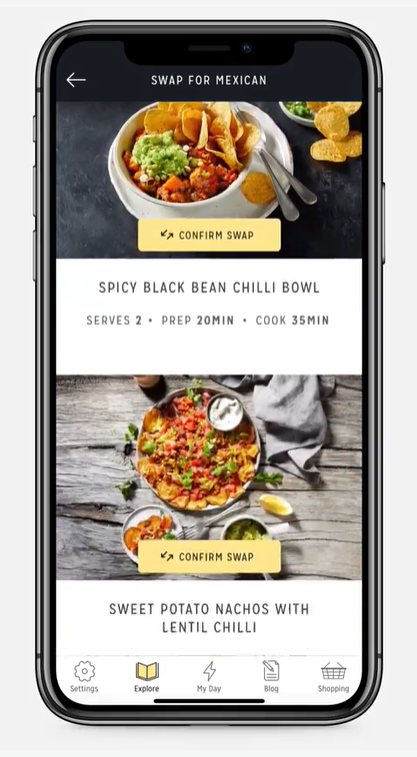 SWAP FOR MEXICAN
CONFIRM SWAP
SPICY BLACK BEAN CHILLI BOWL
SERVES 2 • PREP 20MIN • COOK 35MIN
CONFIRM SWAP
SWEET POTATO NACHOS WITH
LENTIL CHILLI
Settings Explore My Day Blog Shopping